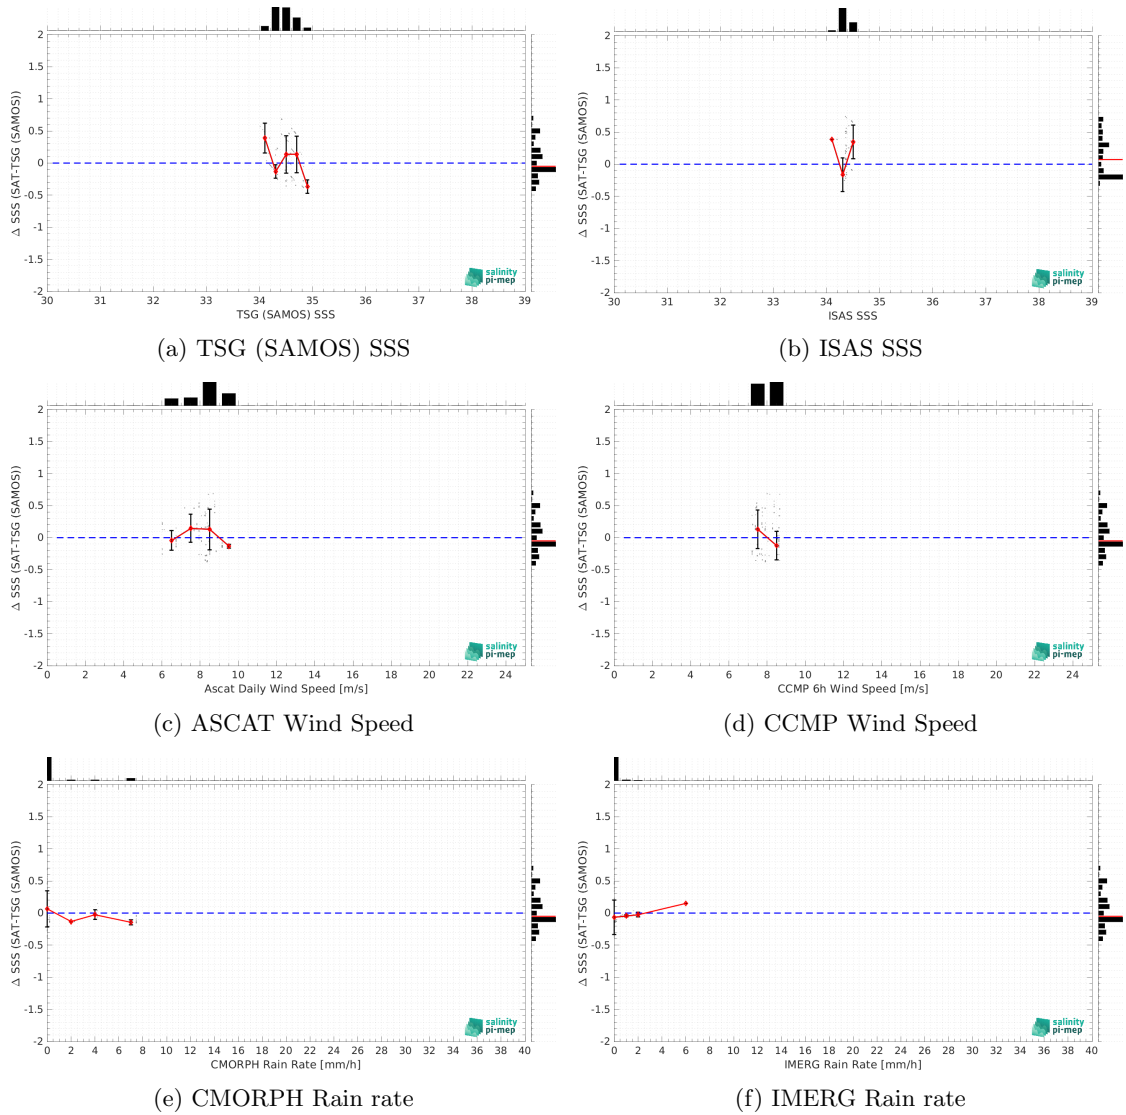 2
1.5
1
0.5
0
-0.5
-1
-1.5
-2
Δ SSS (SAT-TSG (SAMOS))
30 31 32 33 34 35 36 37 38 39
TSG (SAMOS) SSS
salinity
pi-mep
(a) TSG (SAMOS) SSS
2
1.5
1
0.5
0
-0.5
-1
-1.5
-2
Δ SSS (SAT-TSG (SAMOS))
30 31 32 33 34 35 36 37 38 39
ISAS SSS
salinity
pi-mep
(b) ISAS SSS
2
1.5
1
0.5
0
-0.5
-1
-1.5
-2
Δ SSS (SAT-TSG (SAMOS))
0 2 4 6 8 10 12 14 16 18 20 22 24
Ascat Daily Wind Speed [m/s]
salinity
pi-mep
(c) ASCAT Wind Speed
2
1.5
1
0.5
0
-0.5
-1
-1.5
-2
Δ SSS (SAT-TSG (SAMOS))
0 2 4 6 8 10 12 14 16 18 20 22 24
CCMP 6h Wind Speed [m/s]
salinity
pi-mep
(d) CCMP Wind Speed
2
1.5
1
0.5
0
-0.5
-1
-1.5
-2
Δ SSS (SAT-TSG (SAMOS))
0 2 4 6 8 10 12 14 16 18 20 22 24 26 28 30 32 34 36 38 40
CMORPH Rain Rate [mm/h]
salinity
pi-mep
(e) CMORPH Rain rate
2
1.5
1
0.5
0
-0.5
-1
-1.5
-2
Δ SSS (SAT-TSG (SAMOS))
0 2 4 6 8 10 12 14 16 18 20 22 24 26 28 30 32 34 36 38 40
IMERG Rain Rate [mm/h]
salinity
pi-mep
(f) IMERG Rain rate